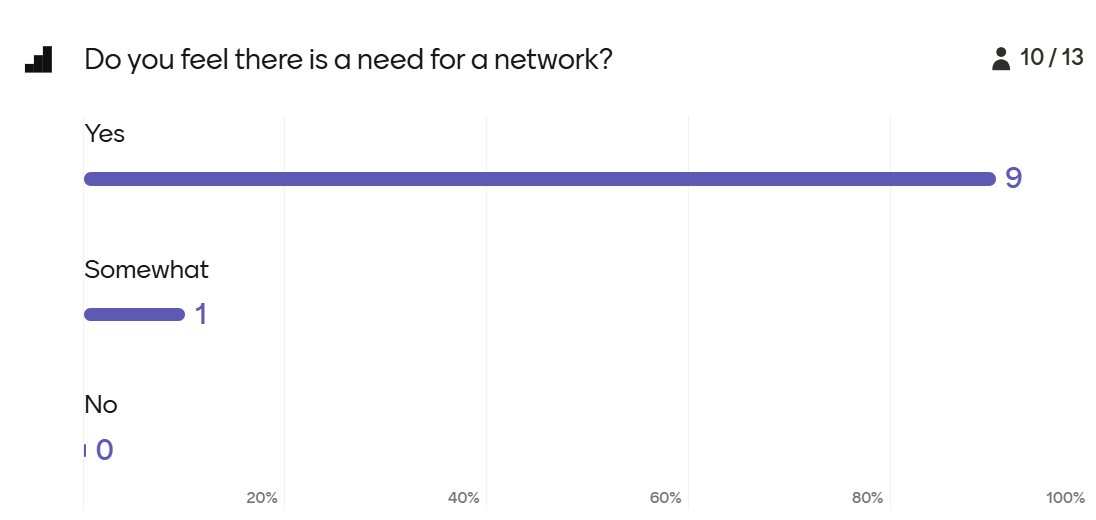 Do you feel there is a need for a network?
10 / 13
Yes
9
Somewhat
1
No
0
20% 40% 60% 80% 100%